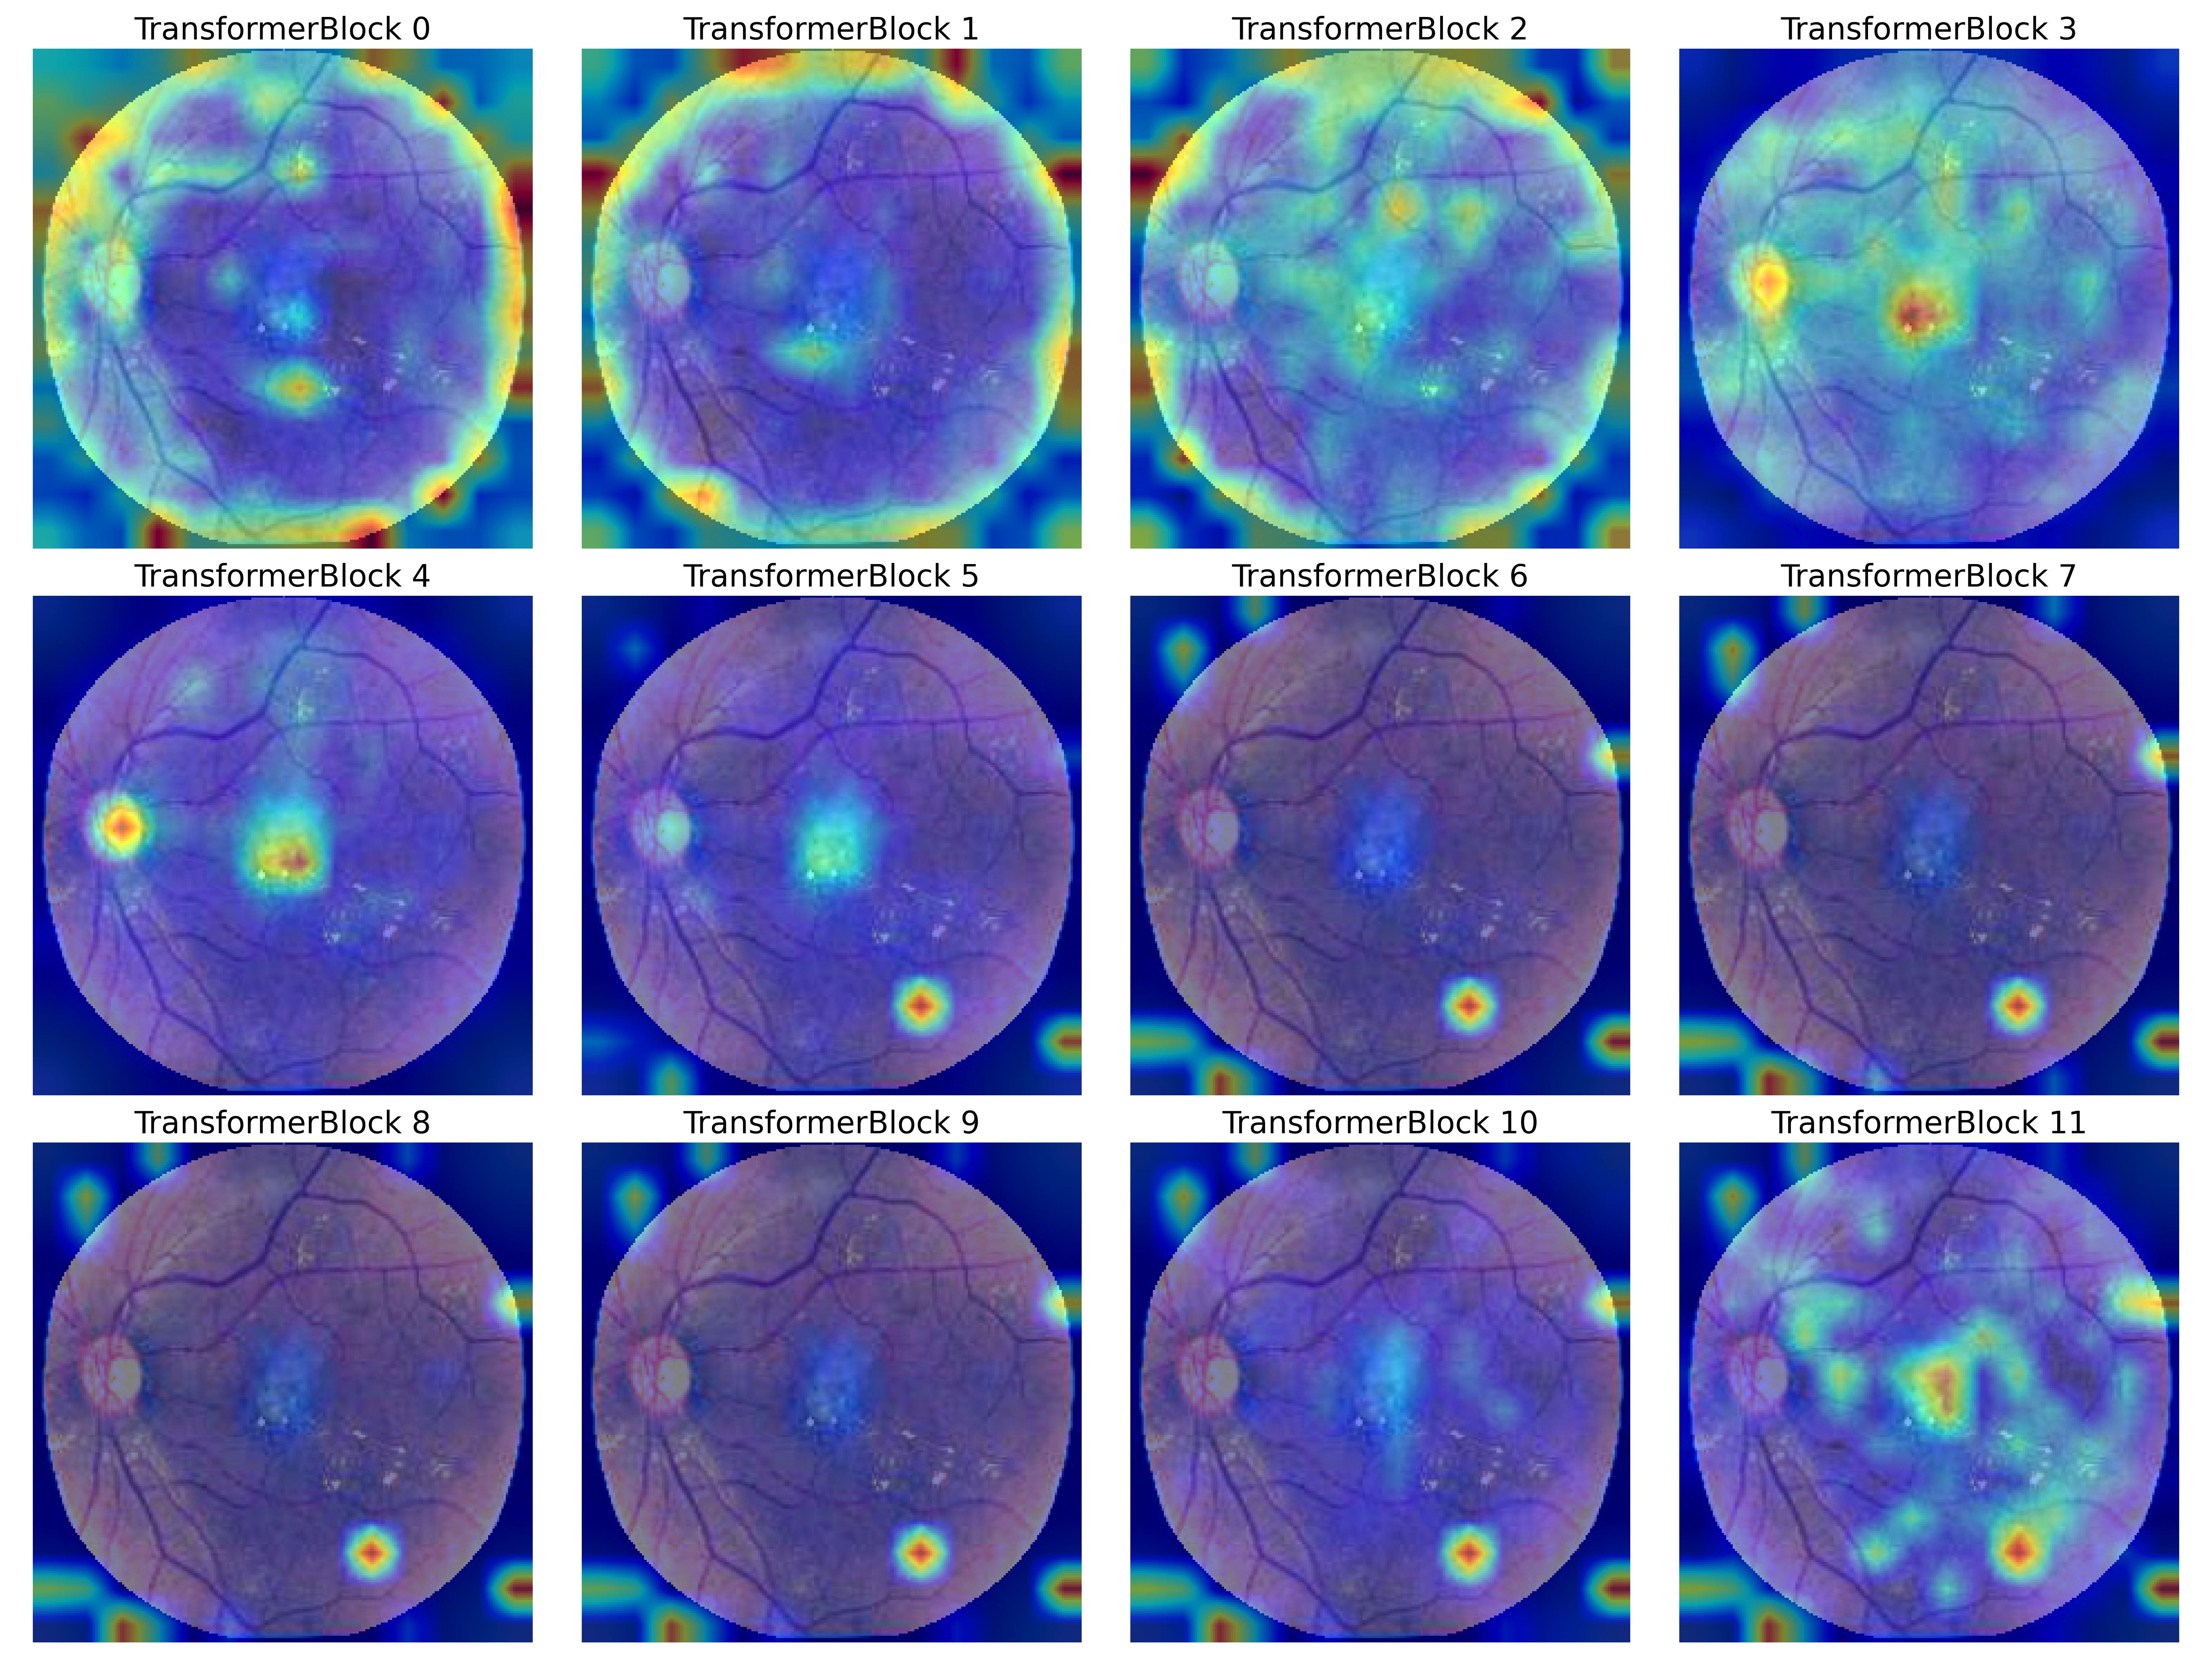 TransformerBlock 0
TransformerBlock 1
TransformerBlock 2
TransformerBlock 3
TransformerBlock 4
TransformerBlock 5
TransformerBlock 6
TransformerBlock 7
TransformerBlock 8
TransformerBlock 9
TransformerBlock 10
TransformerBlock 11